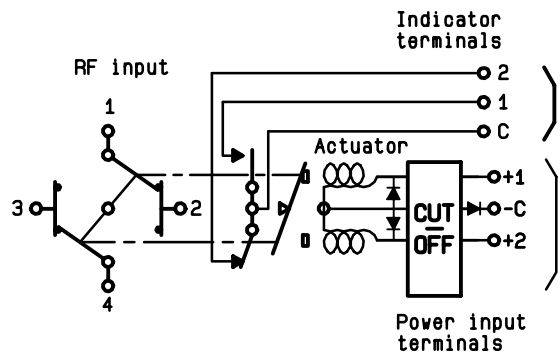 Indicator
terminals
RF input
2
1
1
C
Actuator
+1
3
2
CUT
-C
OFF
+2
4
Power input
terminals